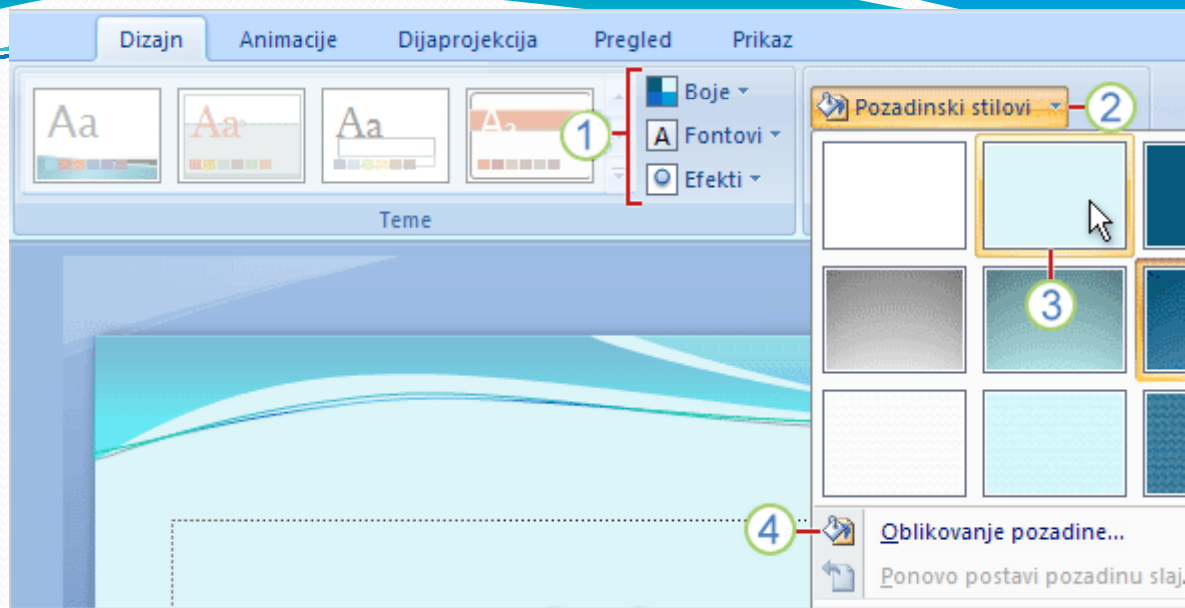 Dizajn Animacije Dijaprojekcija Pregled Prikaz
Aa Aa Aa Aa
1
Boje
A Fontovi
Efekti
Teme
Pozadinski stilovi
2
3
4
Oblikovanje pozadine...
Ponovo postavi pozadinu slaj.